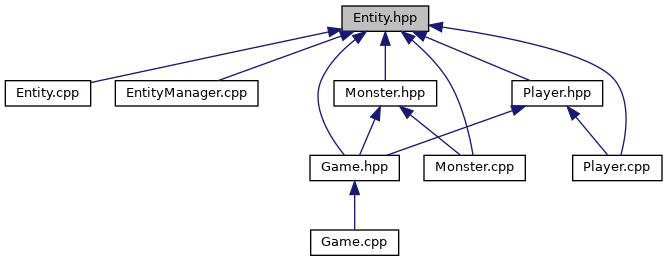 Entity.hpp
Entity.cpp
EntityManager.cpp
Monster.hpp
Player.hpp
Game.hpp
Monster.cpp
Player.cpp
Game.cpp